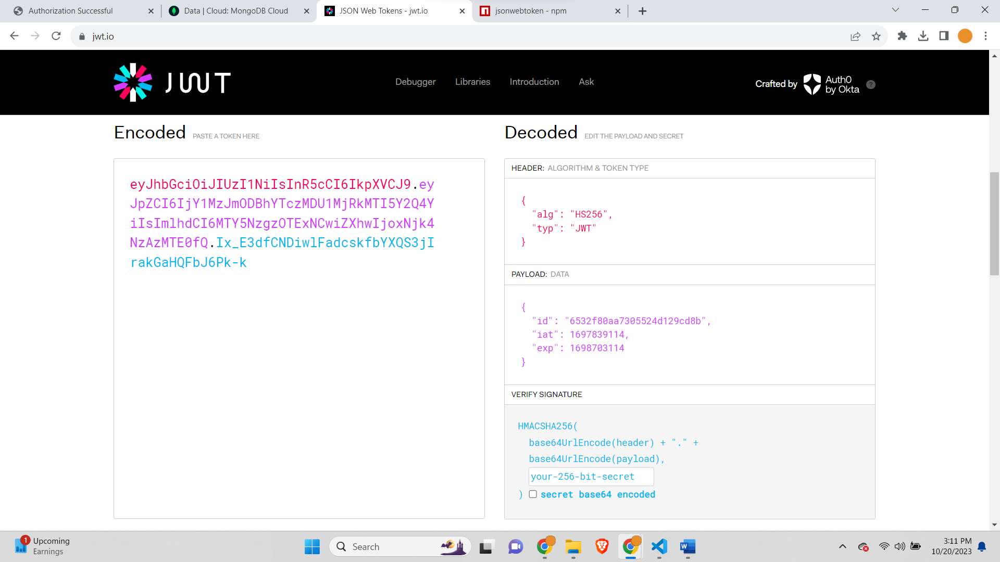 Authorization Successful
Data | Cloud: MongoDB Cloud
JSON Web Tokens - jwt.io
jsonwebtoken - npm
jwt.io
JWT
Debugger
Libraries
Introduction
Ask
Crafted by
Auth0
by Okta
?
Encoded PASTE A TOKEN HERE
eyJhbGciOiJIUzI1NiIsInR5cCI6IkpXVCJ9.ey
JpZCI6IjY1MzJmODBhYTczMDU1MjRkMTI5Y2Q4Y
iIsImlhdCI6MTY5NzgzOTExNCwiZXhwIjoxNjk4
NzAzMTE0fQ.Ix_E3dfCNDiwlFadcskfbYXQS3jI
rakGaHQFbJ6Pk-k
Decoded EDIT THE PAYLOAD AND SECRET
HEADER: ALGORITHM & TOKEN TYPE
{
"alg": "HS256",
"typ": "JWT"
}
PAYLOAD: DATA
{
"id": "6532f80aa7305524d129cd8b",
"iat": 1697839114,
"exp": 1698703114
}
VERIFY SIGNATURE
HMACSHA256(
base64UrlEncode(header) + "." +
base64UrlEncode(payload),
your-256-bit-secret
) secret base64 encoded
1
Upcoming
Earnings
Search
3:11 PM
10/20/2023